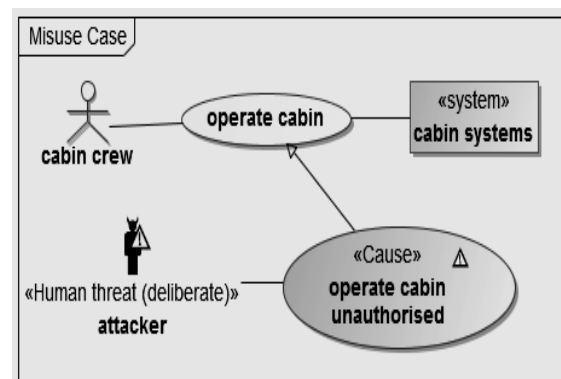 Misuse Case
operate cabin
«system»
cabin systems
cabin crew
«Cause»
operate cabin
unauthorised
«Human threat (deliberate)»
attacker